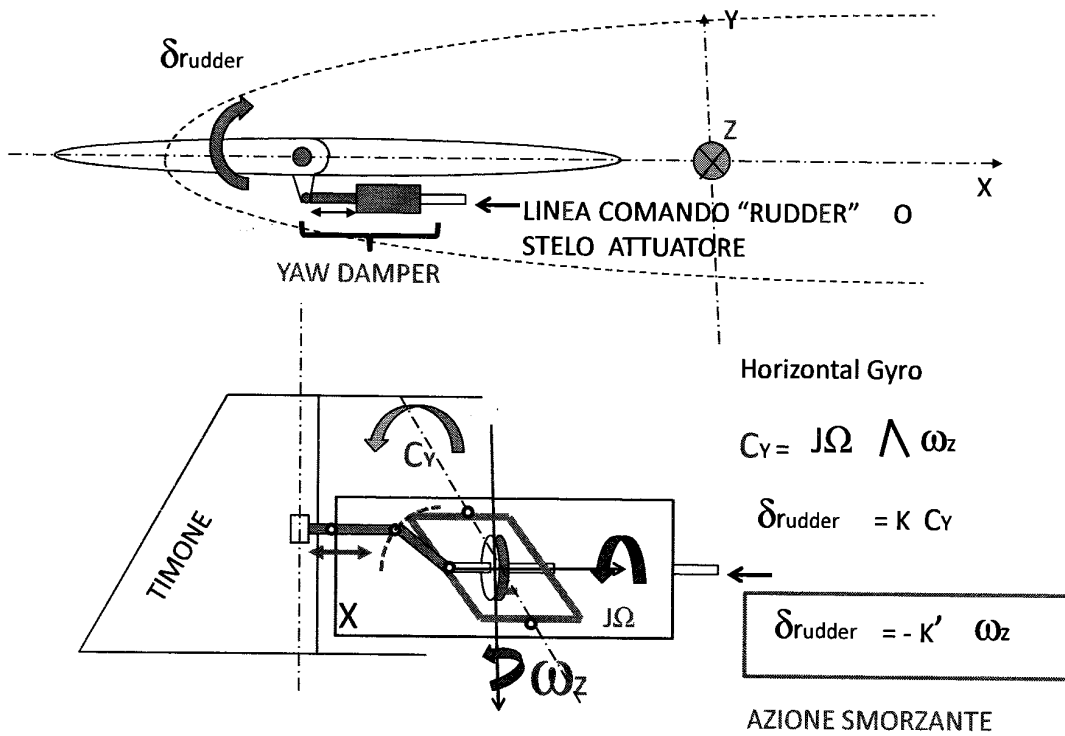 Y
δrudder
Z
X
LINEA COMANDO "RUDDER" O
STELO ATTUATORE
YAW DAMPER
Horizontal Gyro
CY = JΩ Λ ωz
CY
δrudder = K CY
TIMONE
X
JΩ
δrudder = - K' ωz
ωz
AZIONE SMORZANTE